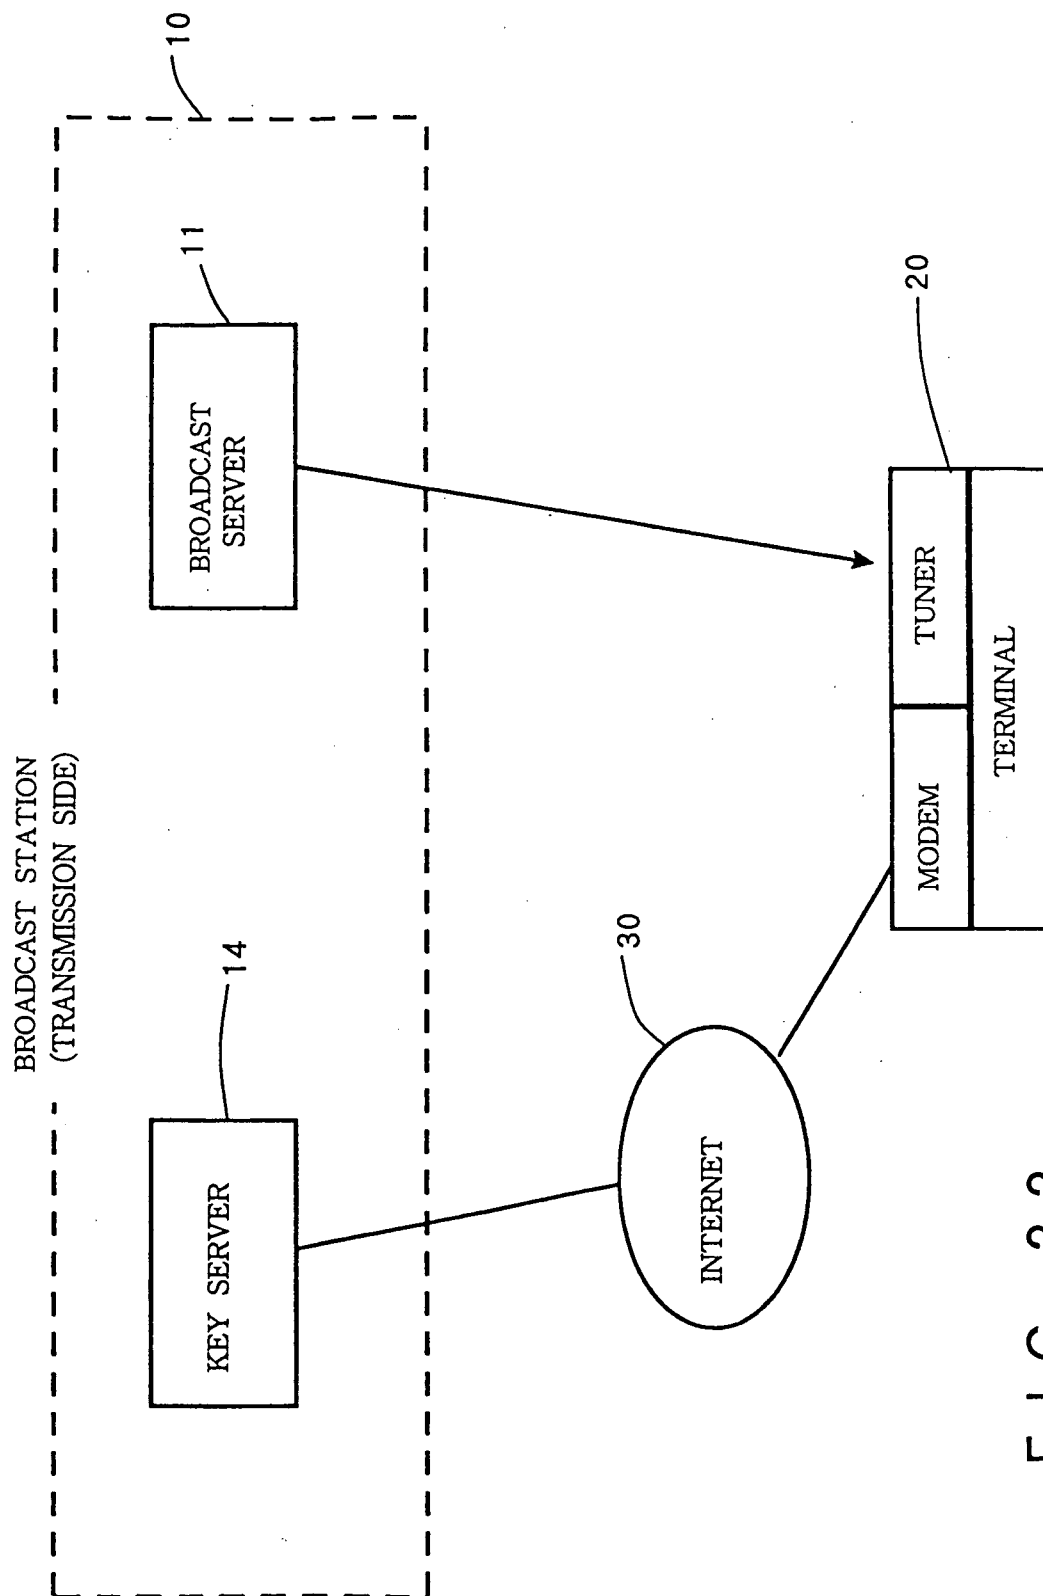 BROADCAST STATION
(TRANSMISSION SIDE)
10
KEY SERVER
14
BROADCAST
SERVER
11
INTERNET
30
MODEM
TUNER
20
TERMINAL